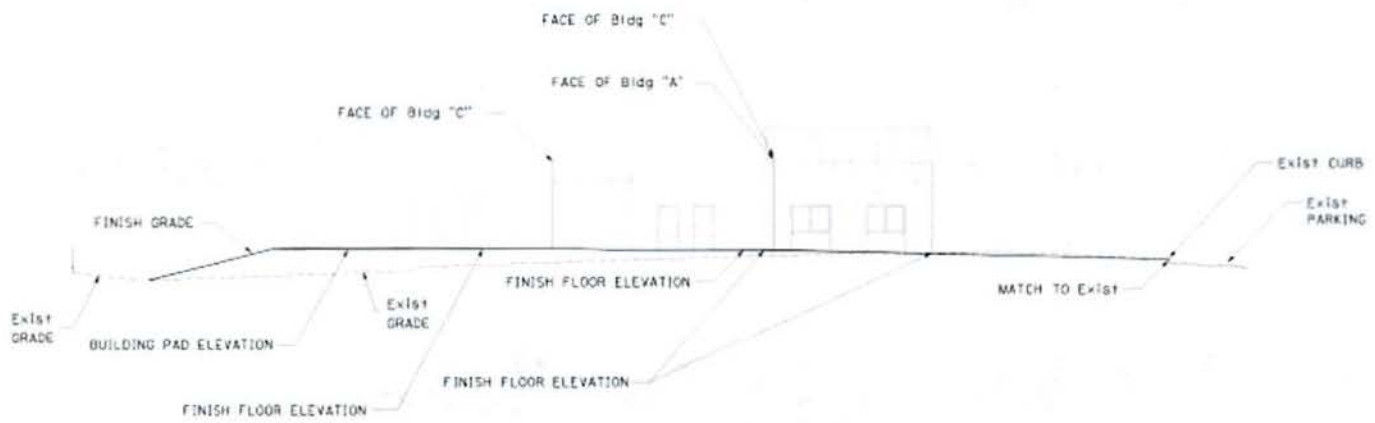 FACE OF Bldg "C"
FACE OF Bldg "A"
FACE OF Bldg "C"
Exist CURB
Exist
PARKING
FINISH GRADE
FINISH FLOOR ELEVATION
MATCH TO Exist
Exist
GRADE
Exist
GRADE
BUILDING PAD ELEVATION
FINISH FLOOR ELEVATION
FINISH FLOOR ELEVATION